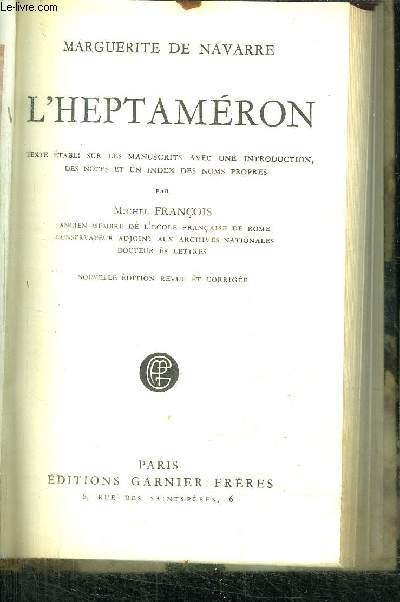 © Le-livre.com
MARGUERITE DE NAVARRE
L'HEPTAMÉRON
TEXTE ÉTABLI SUR LES MANUSCRITS AVEC UNE INTRODUCTION,
DES NOTES ET UN INDEX DES NOMS PROPRES
PAR
MICHEL FRANÇOIS
ANCIEN MEMBRE DE L'ÉCOLE FRANÇAISE DE ROME
CONSERVATEUR ADJOINT AUX ARCHIVES NATIONALES
DOCTEUR ÈS LETTRES
NOUVELLE ÉDITION REVUE ET CORRIGÉE
PARIS
ÉDITIONS GARNIER FRÈRES
6, RUE DES SAINTS-PÈRES, 6